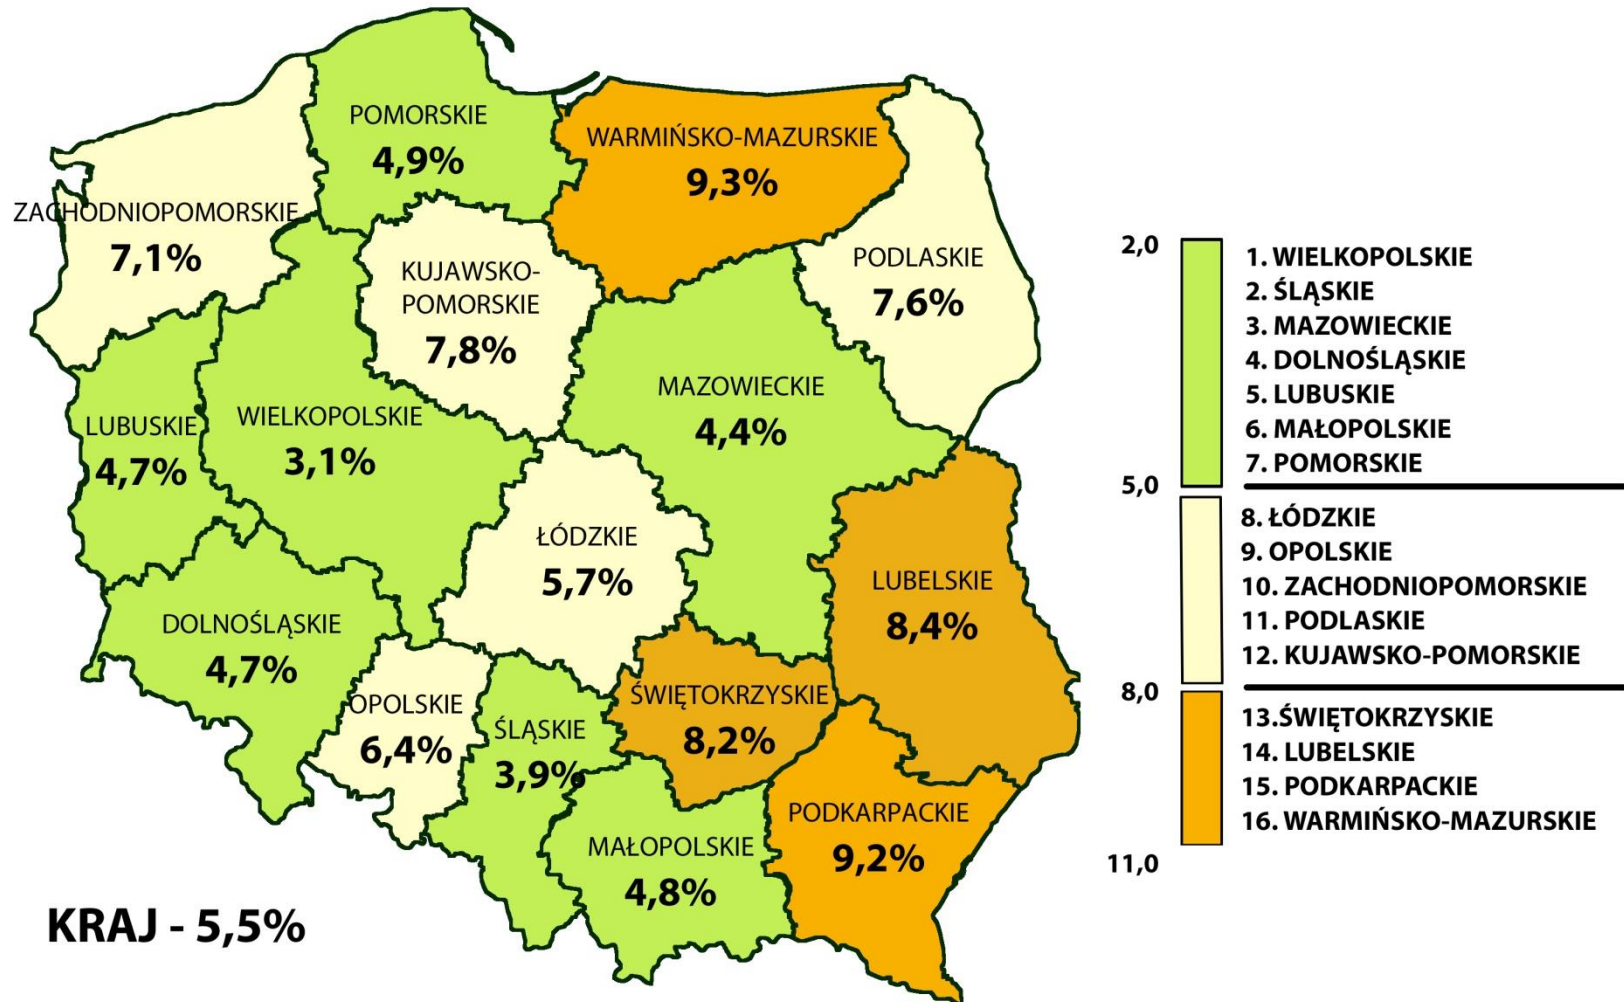 POMORSKIE
4,9%
WARMIŃSKO-MAZURSKIE
9,3%
ZACHODNIOPOMORSKIE
7,1%
KUJAWSKO-
POMORSKIE
7,8%
PODLASKIE
7,6%
MAZOWIECKIE
4,4%
LUBUSKIE
4,7%
WIELKOPOLSKIE
3,1%
ŁÓDZKIE
5,7%
LUBELSKIE
8,4%
DOLNOŚLĄSKIE
4,7%
OPOLSKIE
6,4%
ŚLĄSKIE
3,9%
ŚWIĘTOKRZYSKIE
8,2%
MAŁOPOLSKIE
4,8%
PODKARPACKIE
9,2%
KRAJ - 5,5%
2,0
1. WIELKOPOLSKIE
2. ŚLĄSKIE
3. MAZOWIECKIE
4. DOLNOŚLĄSKIE
5. LUBUSKIE
6. MAŁOPOLSKIE
7. POMORSKIE
5,0
8. ŁÓDZKIE
9. OPOLSKIE
10. ZACHODNIOPOMORSKIE
11. PODLASKIE
12. KUJAWSKO-POMORSKIE
8,0
13.ŚWIĘTOKRZYSKIE
14. LUBELSKIE
15. PODKARPACKIE
16. WARMIŃSKO-MAZURSKIE
11,0